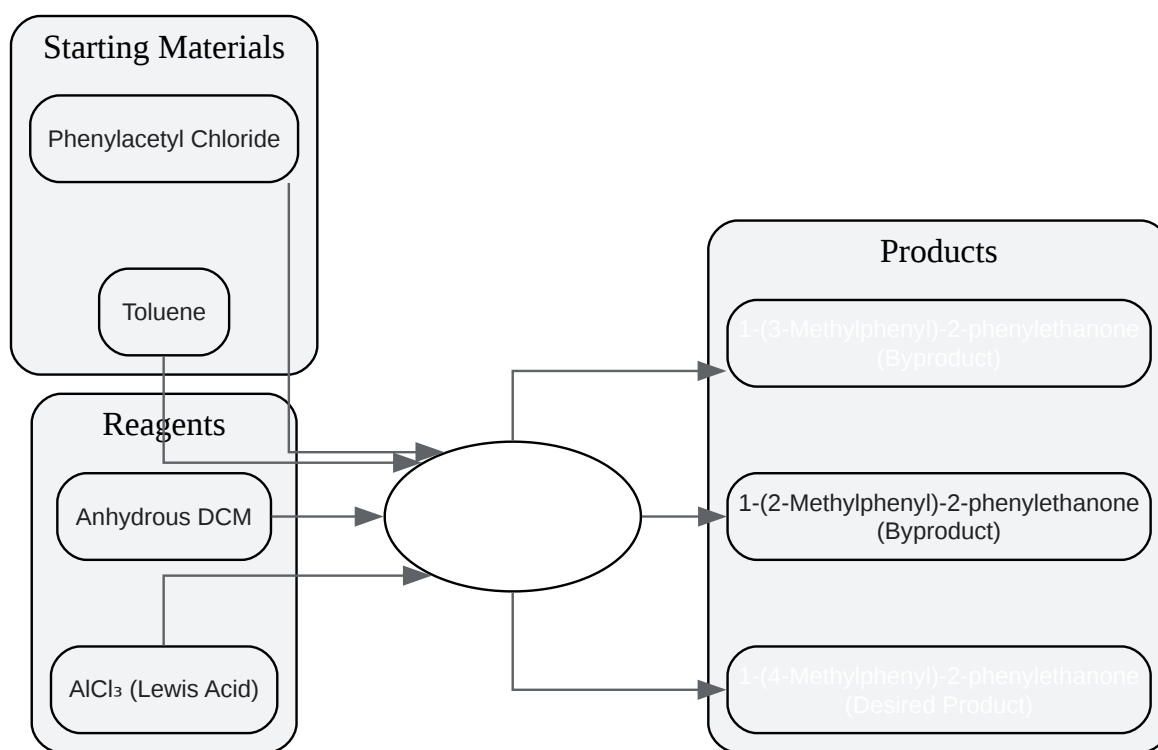 Starting Materials
Phenylacetyl Chloride
Toluene
Reagents
Anhydrous DCM
AlCl₃ (Lewis Acid)
Products
1-(3-Methylphenyl)-2-phenylethanone
(Byproduct)
1-(2-Methylphenyl)-2-phenylethanone
(Byproduct)
1-(4-Methylphenyl)-2-phenylethanone
(Desired Product)